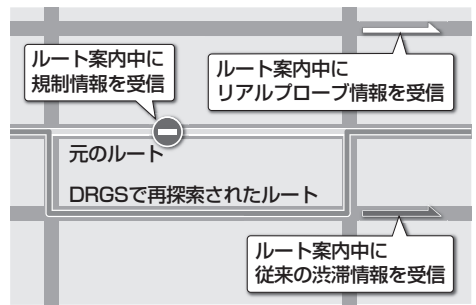 ルート案内中に
規制情報を受信
ルート案内中に
リアルプローブ情報を受信
元のルート
DRGSで再探索されたルート
ルート案内中に
従来の渋滞情報を受信